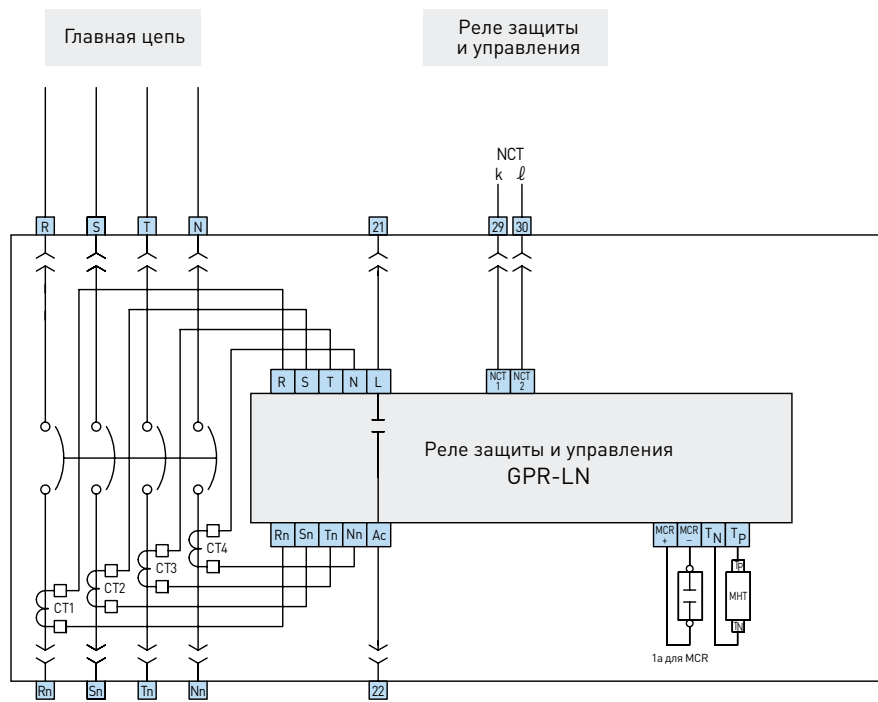 Главная цепь
Реле защиты
и управления
NCT
k ℓ
R S T N 21 29 30
R S T N L
NCT
1
NCT
2
Реле защиты и управления
GPR-LN
Rn Sn Tn Nn Ac
MCR
+
MCR
–
TN
TP
CT4
CT3
CT2
CT1
TP
MHT
TN
1a для MCR
Rn Sn Tn Nn 22